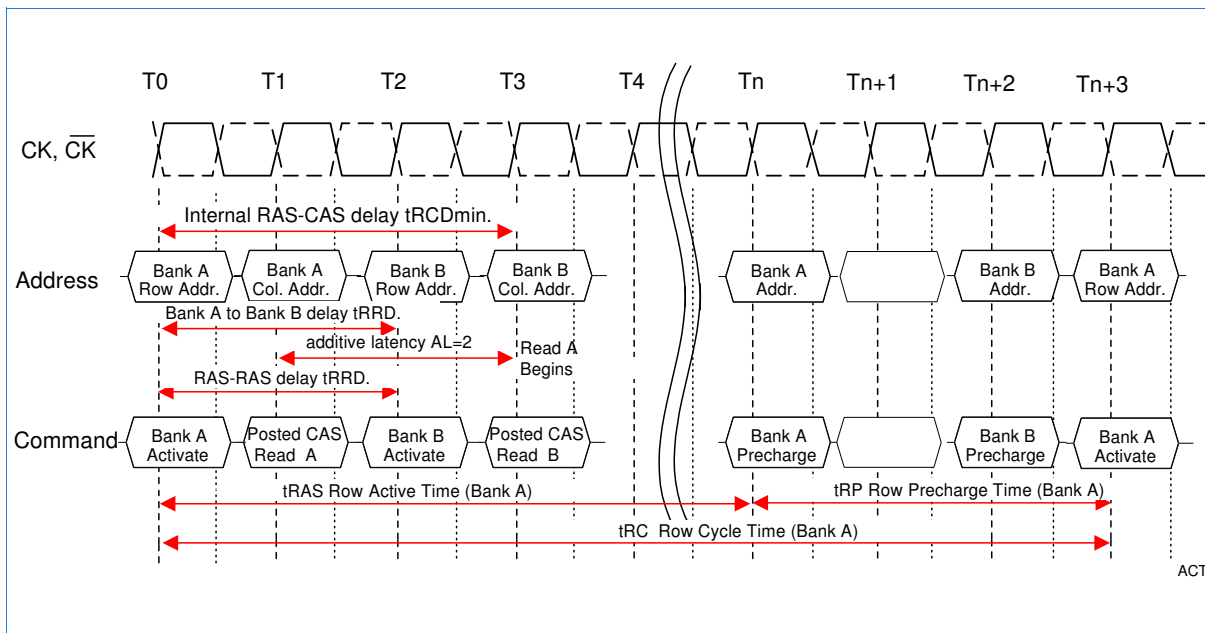 T0 T1 T2 T3 T4 Tn Tn+1 Tn+2 Tn+3
CK, C̅K̅
Internal RAS-CAS delay tRCDmin.
Address
Bank A
Row Addr.
Bank A
Col. Addr.
Bank B
Row Addr.
Bank B
Col. Addr.
Bank A
Addr.
Bank B
Addr.
Bank A
Row Addr.
Bank A to Bank B delay tRRD.
additive latency AL=2
Read A
Begins
RAS-RAS delay tRRD.
Command
Bank A
Activate
Posted CAS
Read A
Bank B
Activate
Posted CAS
Read B
Bank A
Precharge
Bank B
Precharge
Bank A
Activate
tRAS Row Active Time (Bank A)
tRP Row Precharge Time (Bank A)
tRC Row Cycle Time (Bank A)
ACT